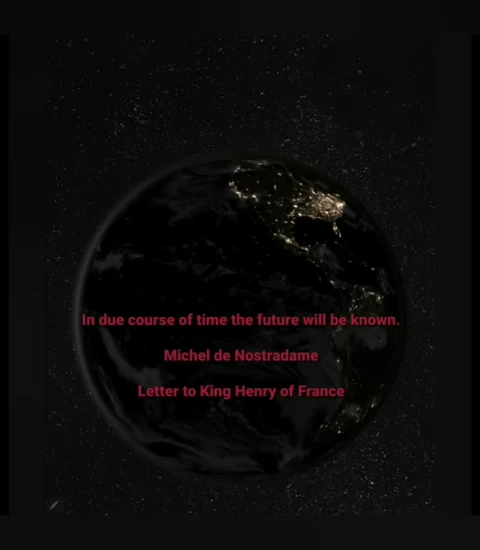 In due course of time the future will be known.
Michel de Nostradame
Letter to King Henry of France